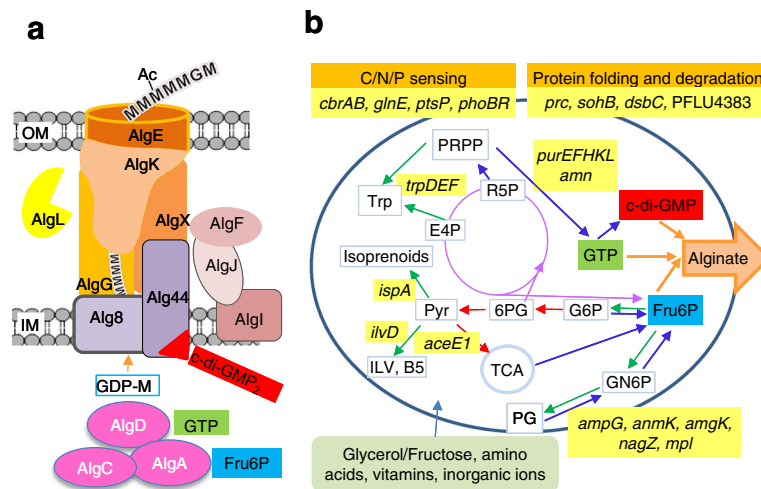 a
Ac
MMMMMMGM
OM
AlgE
AlgK
AlgL
AlgX
AlgF
AlgJ
MMMM
AlgG
Alg44
Alg8
AlgI
IM
c-di-GMP2
GDP-M
AlgD
GTP
AlgC
AlgA
Fru6P
b
C/N/P sensing
cbrAB, glnE, ptsP, phoBR
Protein folding and degradation
prc, sohB, dsbC, PFLU4383
PRPP
purEFHKL
amn
trpDEF
Trp
R5P
c-di-GMP
E4P
Isoprenoids
GTP
Alginate
ispA
Pyr
6PG
G6P
Fru6P
ilvD
aceE1
ILV, B5
TCA
GN6P
PG
ampG, anmK, amgK,
nagZ, mpl
Glycerol/Fructose, amino
acids, vitamins, inorganic ions